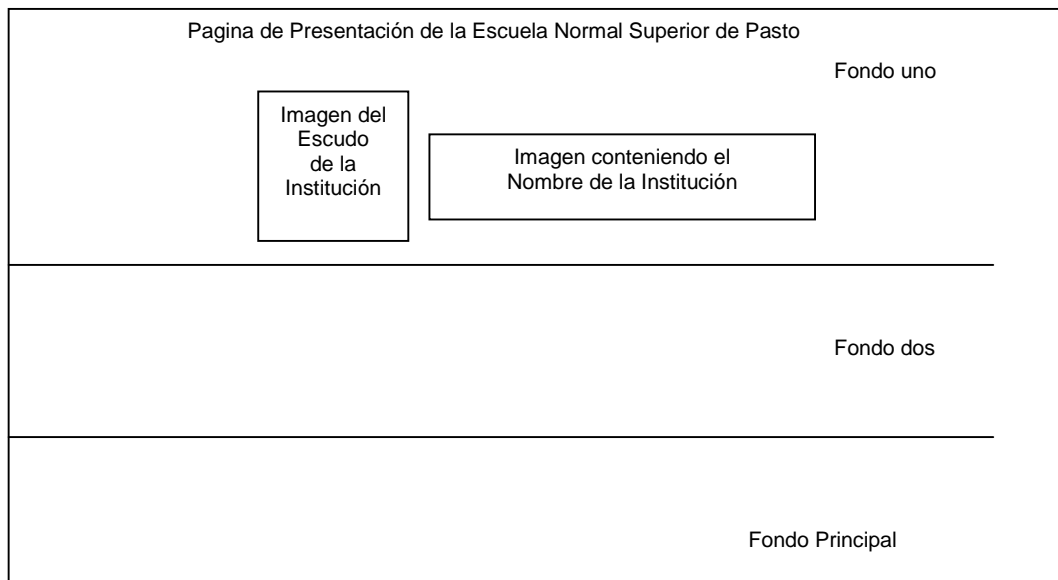 Pagina de Presentación de la Escuela Normal Superior de Pasto
Fondo uno
Imagen del
Escudo
de la
Institución
Imagen conteniendo el
Nombre de la Institución
Fondo dos
Fondo Principal